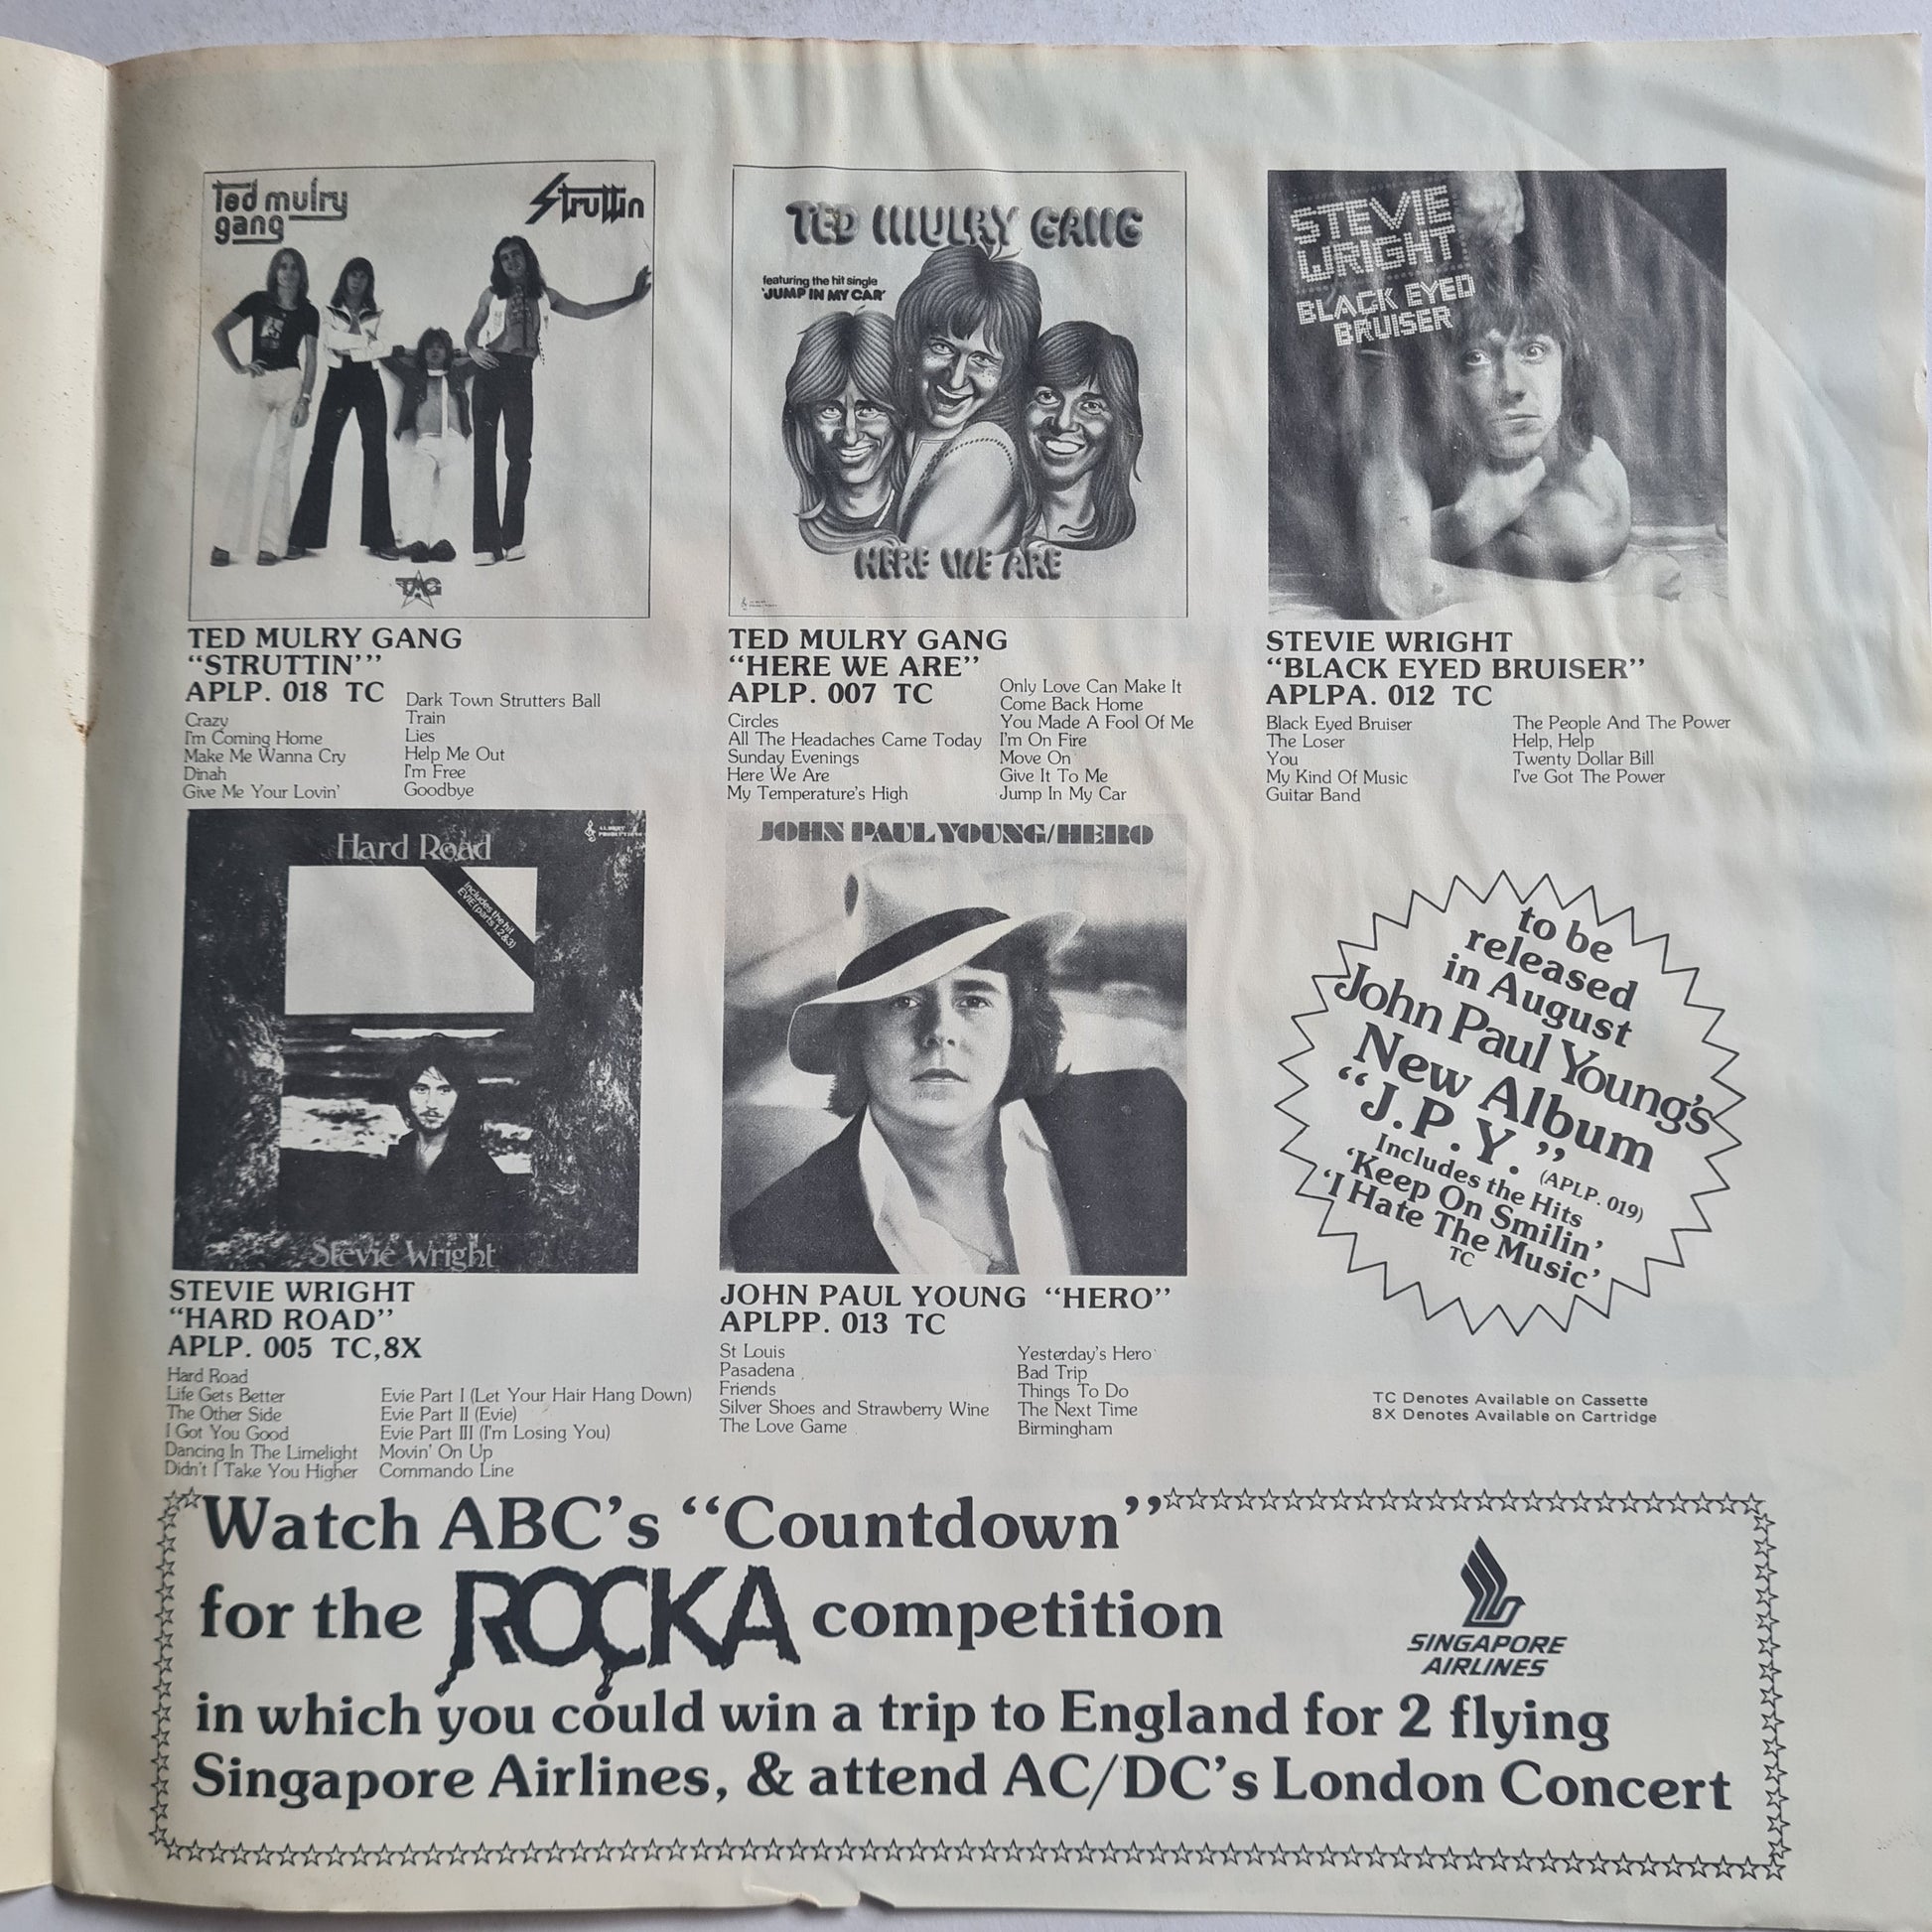 Ted mulry
gang
Struttin
TMG
TED MULRY GANG
"STRUTTIN'"
APLP. 018 TC
Crazy
I'm Coming Home
Make Me Wanna Cry
Dinah
Give Me Your Lovin'
Dark Town Strutters Ball
Train
Lies
Help Me Out
I'm Free
Goodbye
TED MULRY GANG
featuring the hit single
'JUMP IN MY CAR'
HERE WE ARE
TED MULRY GANG
"HERE WE ARE"
APLP. 007 TC
Circles
All The Headaches Came Today
Sunday Evenings
Here We Are
My Temperature's High
Only Love Can Make It
Come Back Home
You Made A Fool Of Me
I'm On Fire
Move On
Give It To Me
Jump In My Car
STEVIE
WRIGHT
BLACK EYED
BRUISER
STEVIE WRIGHT
"BLACK EYED BRUISER"
APLPA. 012 TC
Black Eyed Bruiser
The Loser
You
My Kind Of Music
Guitar Band
The People And The Power
Help, Help
Twenty Dollar Bill
I've Got The Power
Hard Road
ALBERT
PRODUCTIONS
Includes the hit
EVIE (parts 1,2&3)
Stevie Wright
STEVIE WRIGHT
"HARD ROAD"
APLP. 005 TC,8X
Hard Road
Life Gets Better
The Other Side
I Got You Good
Dancing In The Limelight
Didn't I Take You Higher
Evie Part I (Let Your Hair Hang Down)
Evie Part II (Evie)
Evie Part III (I'm Losing You)
Movin' On Up
Commando Line
JOHN PAUL YOUNG/HERO
JOHN PAUL YOUNG "HERO"
APLPP. 013 TC
St Louis
Pasadena
Friends
Silver Shoes and Strawberry Wine
The Love Game
Yesterday's Hero
Bad Trip
Things To Do
The Next Time
Birmingham
to be
released
in August
John Paul Young's
New Album
"J.P.Y."
(APLP. 019)
Includes the Hits
'Keep On Smilin'
'I Hate The Music'
TC
TC Denotes Available on Cassette
8X Denotes Available on Cartridge
Watch ABC's "Countdown"
for the ROCKA competition
SINGAPORE
AIRLINES
in which you could win a trip to England for 2 flying
Singapore Airlines, & attend AC/DC's London Concert